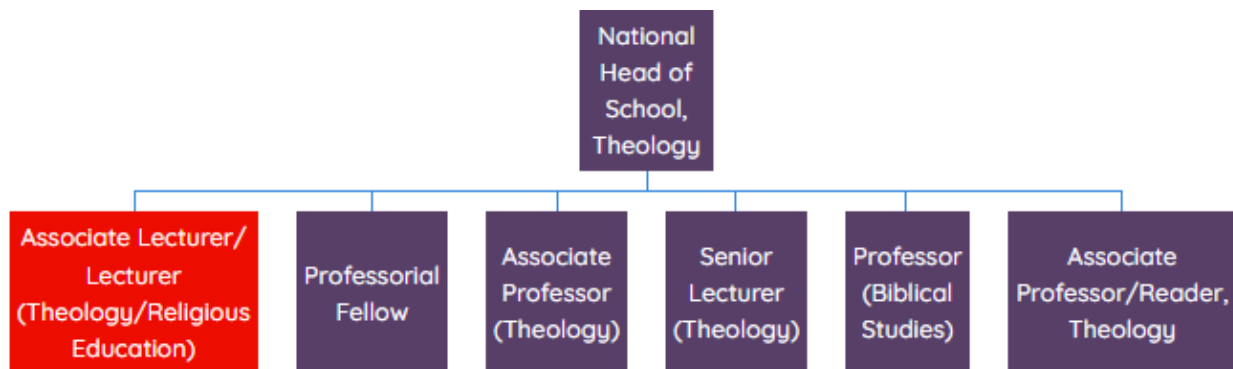 National
Head of
School,
Theology
Associate Lecturer/
Lecturer
(Theology/Religious
Education)
Professorial
Fellow
Associate
Professor
(Theology)
Senior
Lecturer
(Theology)
Professor
(Biblical
Studies)
Associate
Professor/Reader,
Theology